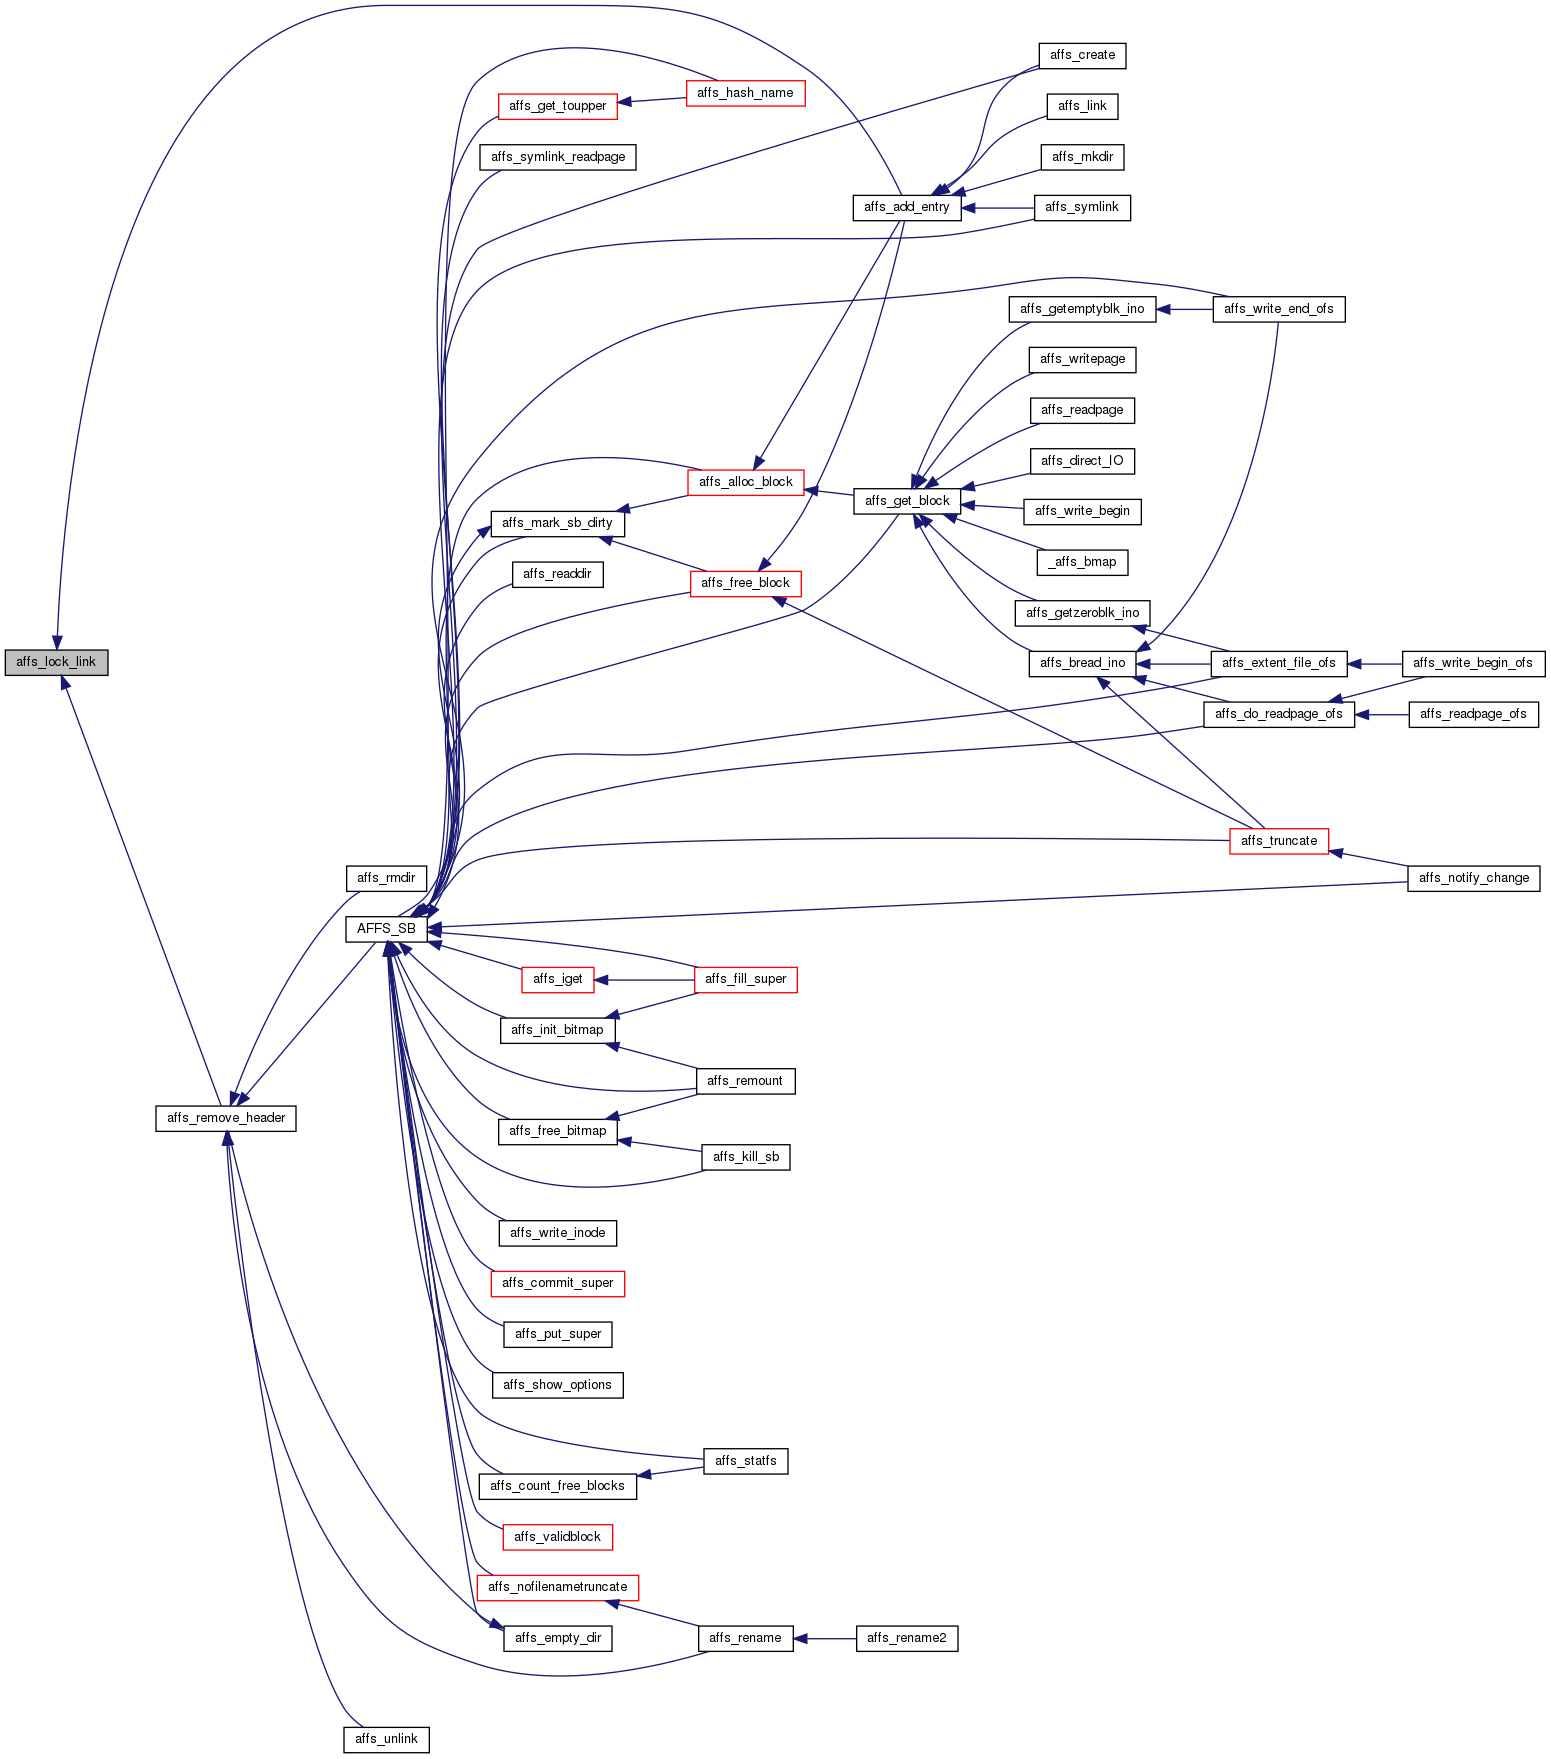 affs_create
affs_hash_name
affs_get_toupper
affs_link
affs_symlink_readpage
affs_mkdir
affs_add_entry
affs_symlink
affs_getemptyblk_ino
affs_write_end_ofs
affs_writepage
affs_readpage
affs_direct_IO
affs_alloc_block
affs_get_block
affs_write_begin
affs_mark_sb_dirty
_affs_bmap
affs_readdir
affs_free_block
affs_getzeroblk_ino
affs_lock_link
affs_bread_ino
affs_extent_file_ofs
affs_write_begin_ofs
affs_do_readpage_ofs
affs_readpage_ofs
affs_truncate
affs_rmdir
affs_notify_change
AFFS_SB
affs_iget
affs_fill_super
affs_init_bitmap
affs_remount
affs_remove_header
affs_free_bitmap
affs_kill_sb
affs_write_inode
affs_commit_super
affs_put_super
affs_show_options
affs_statfs
affs_count_free_blocks
affs_validblock
affs_nofilenametruncate
affs_empty_dir
affs_rename
affs_rename2
affs_unlink